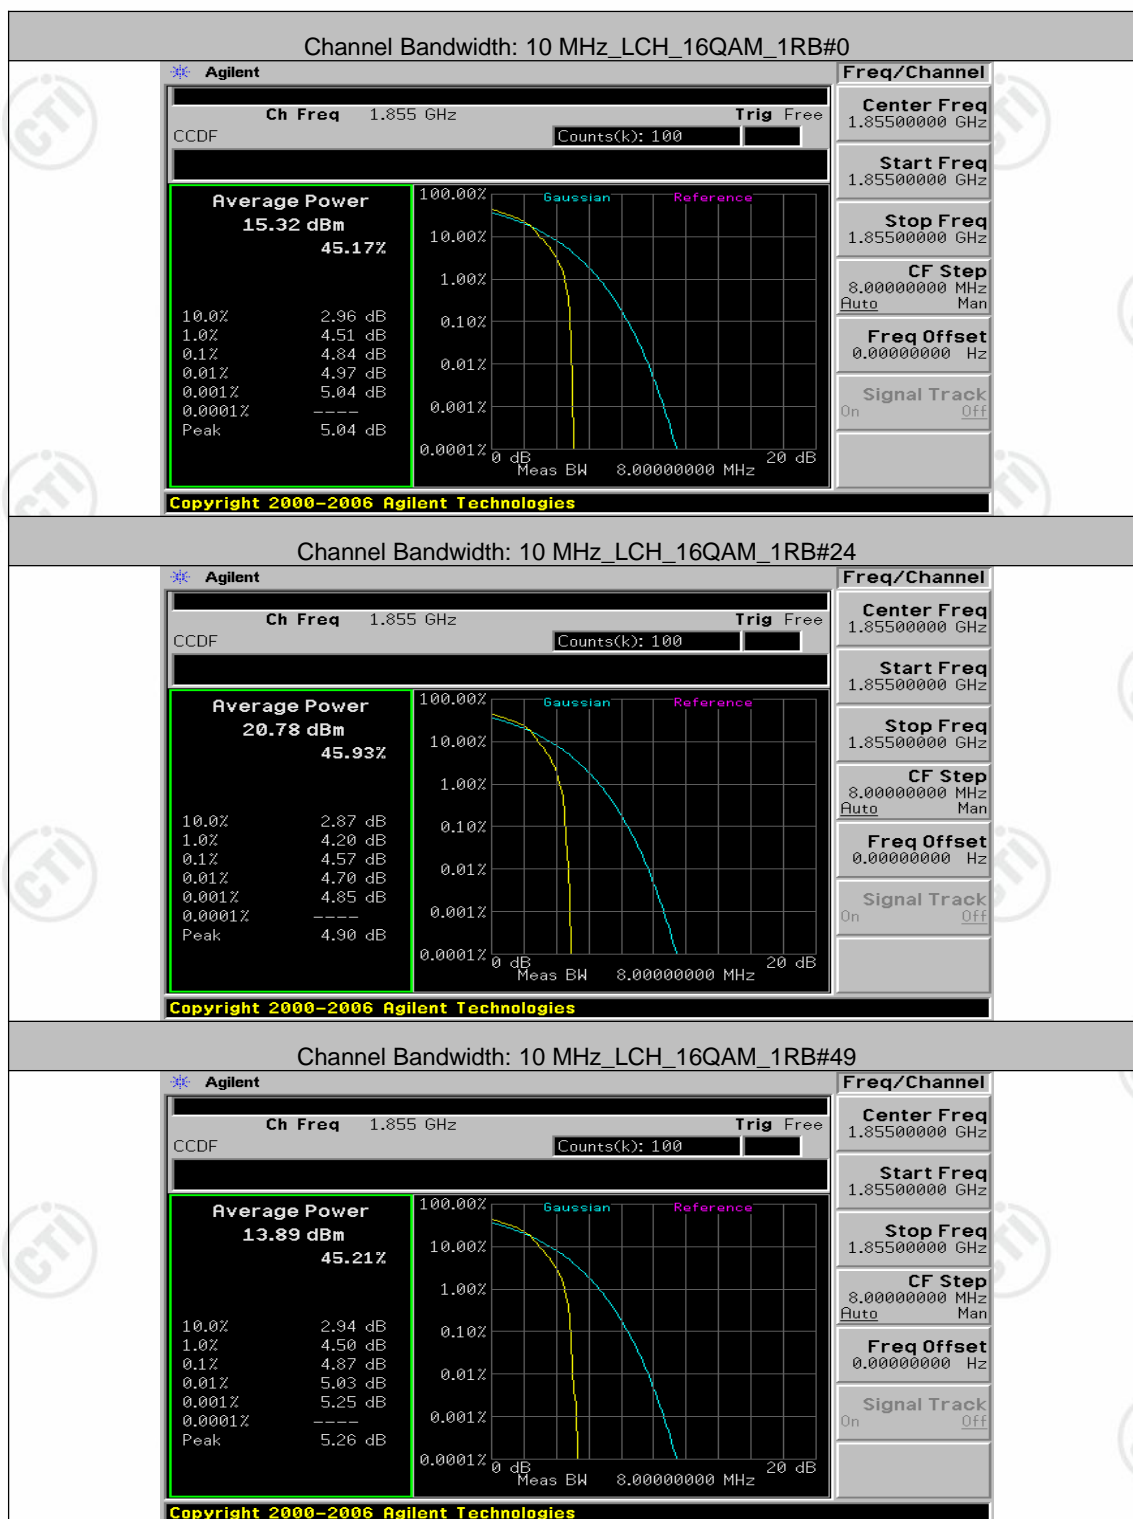 Channel Bandwidth: 10 MHz_LCH_16QAM_1RB#0
Agilent
Freq/Channel
Ch Freq 1.855 GHz Trig Free
CCDF Counts(k): 100
Center Freq
1.85500000 GHz
Start Freq
1.85500000 GHz
Stop Freq
1.85500000 GHz
CF Step
8.00000000 MHz
Auto Man
Freq Offset
0.00000000 Hz
Signal Track
On Off
Average Power
15.32 dBm
45.17%
10.0% 2.96 dB
1.0% 4.51 dB
0.1% 4.84 dB
0.01% 4.97 dB
0.001% 5.04 dB
0.0001% ----
Peak 5.04 dB
Gaussian Reference
100.00%
10.00%
1.00%
0.10%
0.01%
0.001%
0.0001%
0 dB 20 dB
Meas BW 8.00000000 MHz
Copyright 2000-2006 Agilent Technologies
Channel Bandwidth: 10 MHz_LCH_16QAM_1RB#24
Agilent
Freq/Channel
Ch Freq 1.855 GHz Trig Free
CCDF Counts(k): 100
Center Freq
1.85500000 GHz
Start Freq
1.85500000 GHz
Stop Freq
1.85500000 GHz
CF Step
8.00000000 MHz
Auto Man
Freq Offset
0.00000000 Hz
Signal Track
On Off
Average Power
20.78 dBm
45.93%
10.0% 2.87 dB
1.0% 4.20 dB
0.1% 4.57 dB
0.01% 4.70 dB
0.001% 4.85 dB
0.0001% ----
Peak 4.90 dB
Gaussian Reference
100.00%
10.00%
1.00%
0.10%
0.01%
0.001%
0.0001%
0 dB 20 dB
Meas BW 8.00000000 MHz
Copyright 2000-2006 Agilent Technologies
Channel Bandwidth: 10 MHz_LCH_16QAM_1RB#49
Agilent
Freq/Channel
Ch Freq 1.855 GHz Trig Free
CCDF Counts(k): 100
Center Freq
1.85500000 GHz
Start Freq
1.85500000 GHz
Stop Freq
1.85500000 GHz
CF Step
8.00000000 MHz
Auto Man
Freq Offset
0.00000000 Hz
Signal Track
On Off
Average Power
13.89 dBm
45.21%
10.0% 2.94 dB
1.0% 4.50 dB
0.1% 4.87 dB
0.01% 5.03 dB
0.001% 5.25 dB
0.0001% ----
Peak 5.26 dB
Gaussian Reference
100.00%
10.00%
1.00%
0.10%
0.01%
0.001%
0.0001%
0 dB 20 dB
Meas BW 8.00000000 MHz
Copyright 2000-2006 Agilent Technologies
CTI
CTI
CTI
CTI